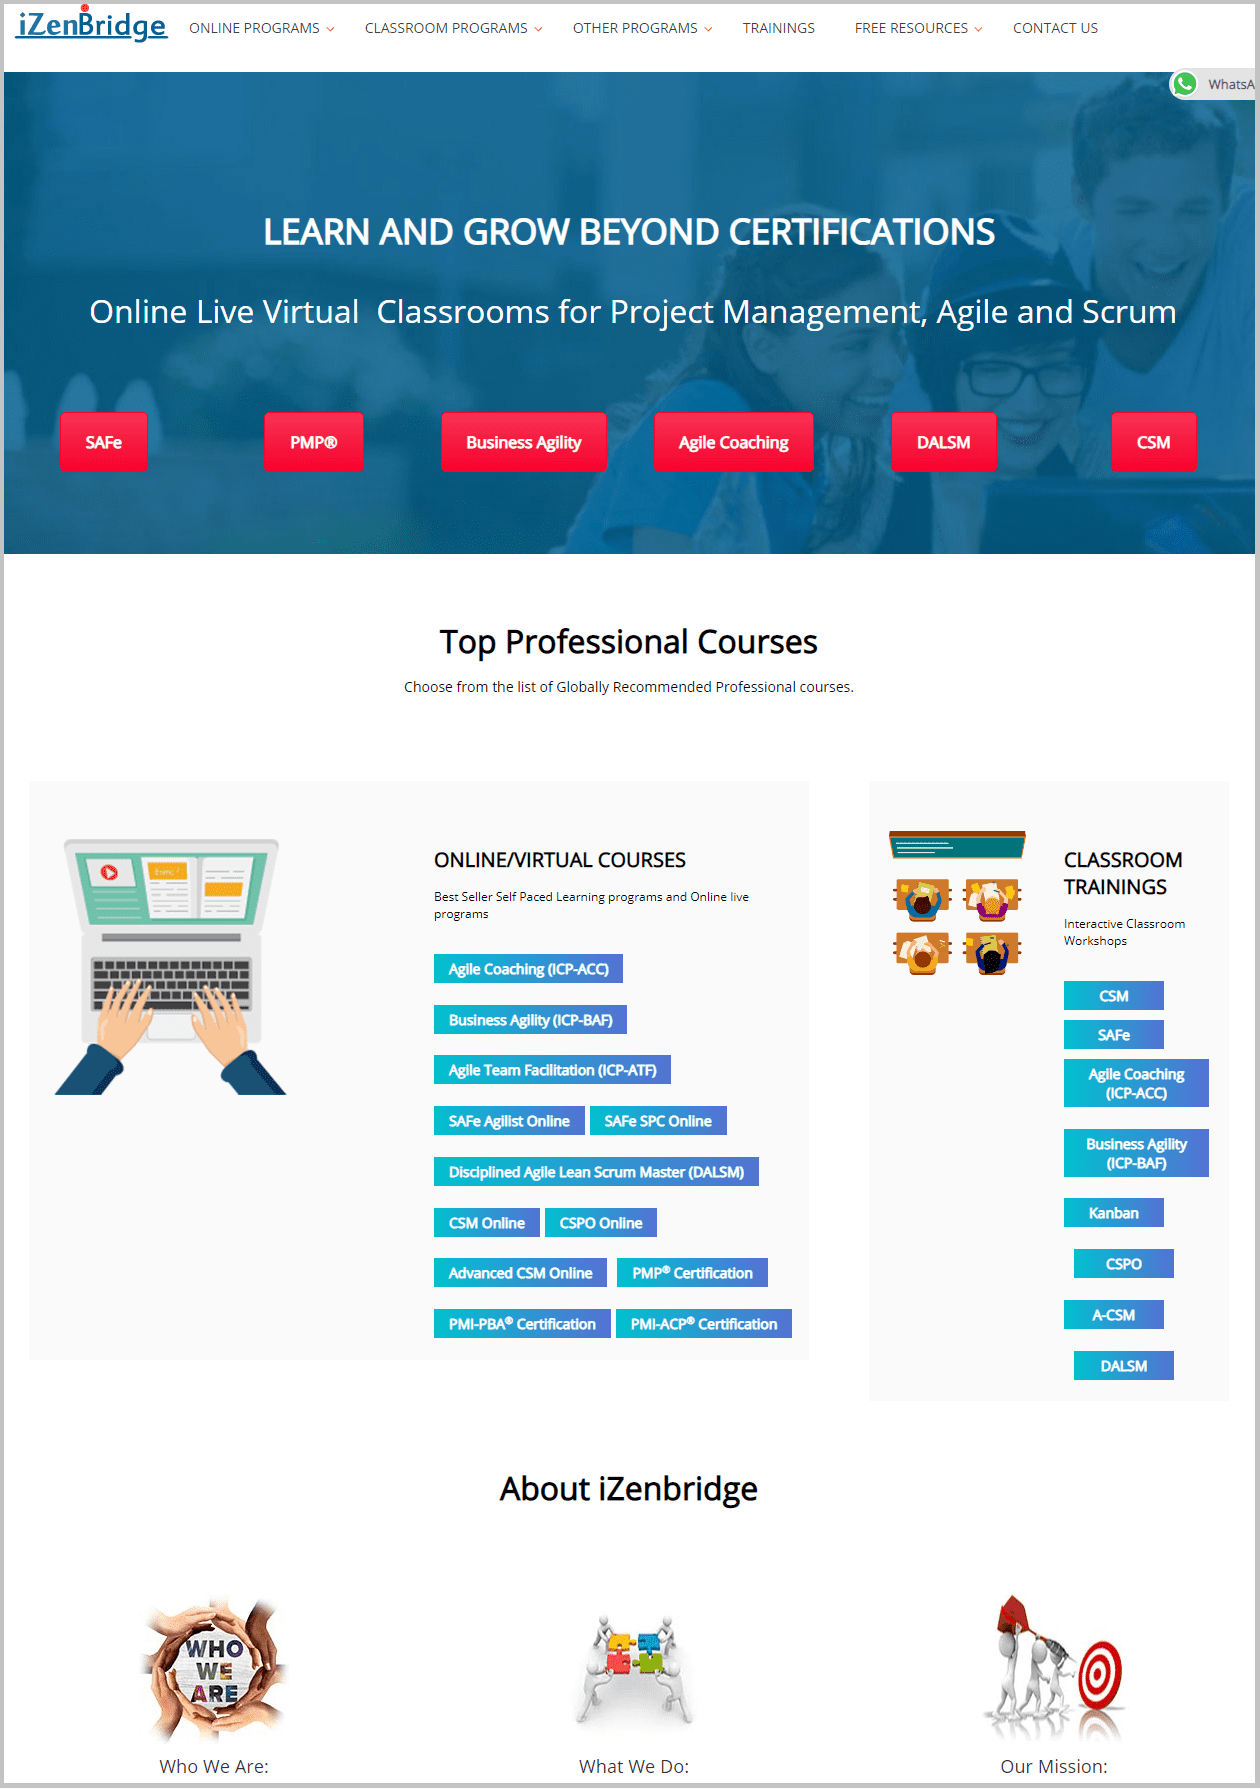 iZenBridge
ONLINE PROGRAMS
CLASSROOM PROGRAMS
OTHER PROGRAMS
TRAININGS
FREE RESOURCES
CONTACT US
WhatsA
LEARN AND GROW BEYOND CERTIFICATIONS
Online Live Virtual Classrooms for Project Management, Agile and Scrum
SAFe
PMP®
Business Agility
Agile Coaching
DALSM
CSM
Top Professional Courses
Choose from the list of Globally Recommended Professional courses.
ONLINE/VIRTUAL COURSES
Best Seller Self Paced Learning programs and Online live
programs
Agile Coaching (ICP-ACC)
Business Agility (ICP-BAF)
Agile Team Facilitation (ICP-ATF)
SAFe Agilist Online
SAFe SPC Online
Disciplined Agile Lean Scrum Master (DALSM)
CSM Online
CSPO Online
Advanced CSM Online
PMP® Certification
PMI-PBA® Certification
PMI-ACP® Certification
CLASSROOM
TRAININGS
Interactive Classroom
Workshops
CSM
SAFe
Agile Coaching
(ICP-ACC)
Business Agility
(ICP-BAF)
Kanban
CSPO
A-CSM
DALSM
About iZenbridge
WHO
WE
ARE
Who We Are:
What We Do:
Our Mission: